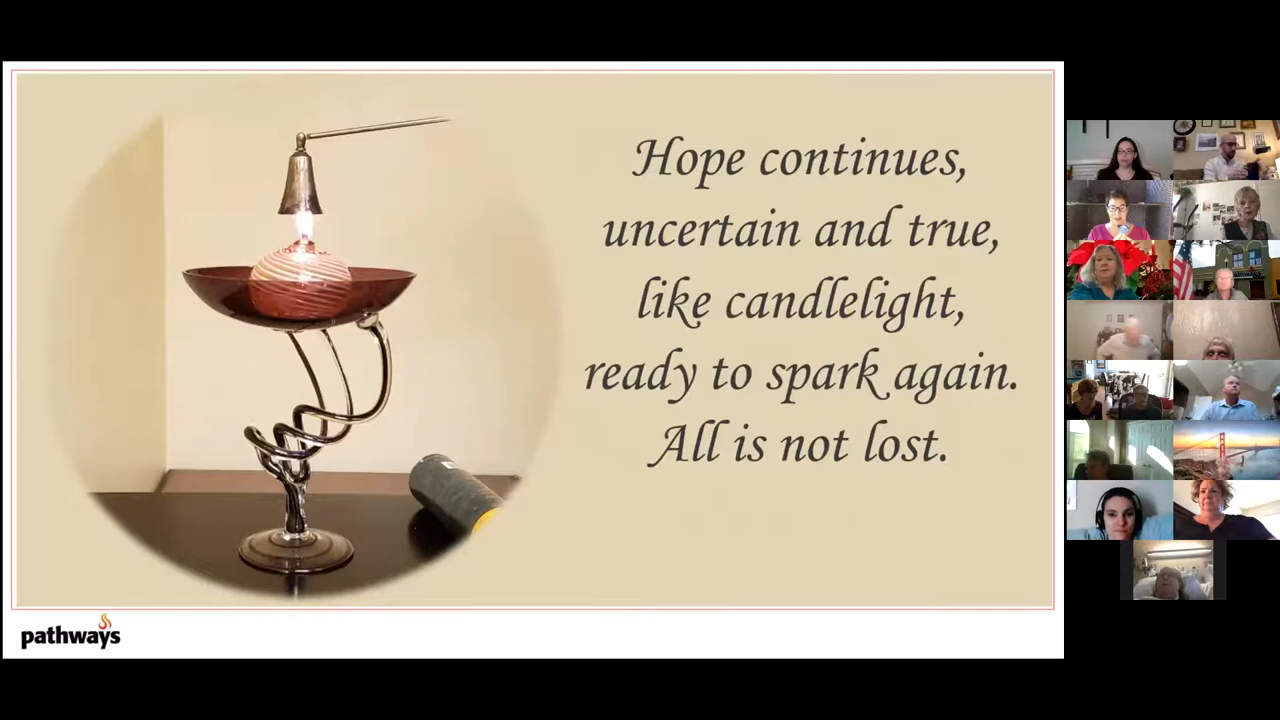 Hope continues,
uncertain and true,
like candlelight,
ready to spark again.
All is not lost.
pathways